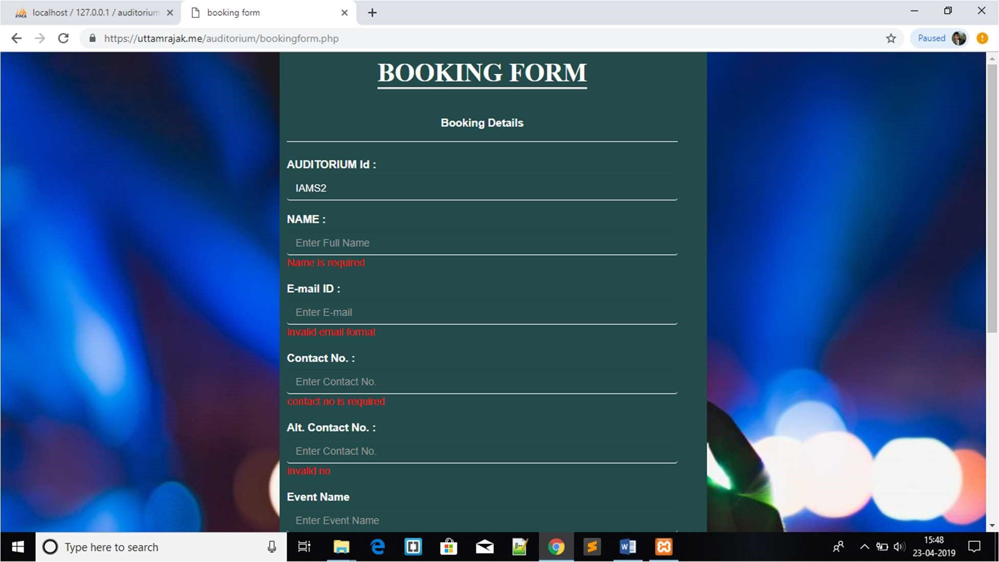 localhost / 127.0.0.1 / auditorium
booking form
https://uttamrajak.me/auditorium/bookingform.php
Paused
BOOKING FORM
Booking Details
AUDITORIUM Id :
IAMS2
NAME :
Enter Full Name
Name is required
E-mail ID :
Enter E-mail
invalid email format
Contact No. :
Enter Contact No.
contact no is required
Alt. Contact No. :
Enter Contact No.
invalid no
Event Name
Enter Event Name
Type here to search
15:48
23-04-2019